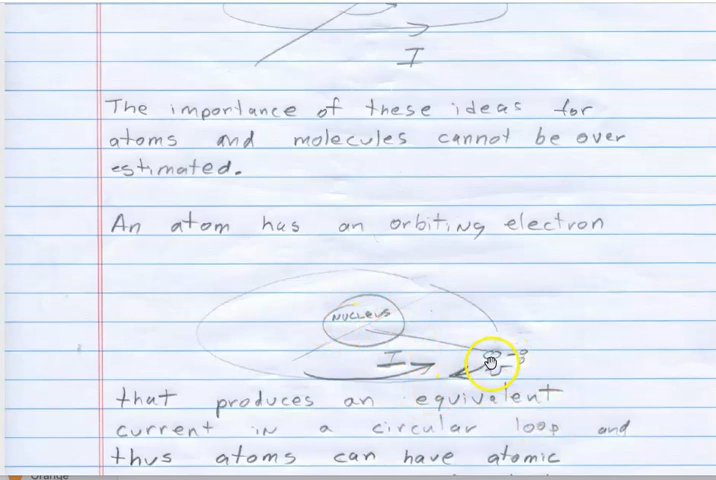 I
The importance of these ideas for
atoms and molecules cannot be over
estimated.
An atom has an orbiting electron
NUCLEUS
I
that produces an equivalent
current in a circular loop and
thus atoms can have atomic
Orange